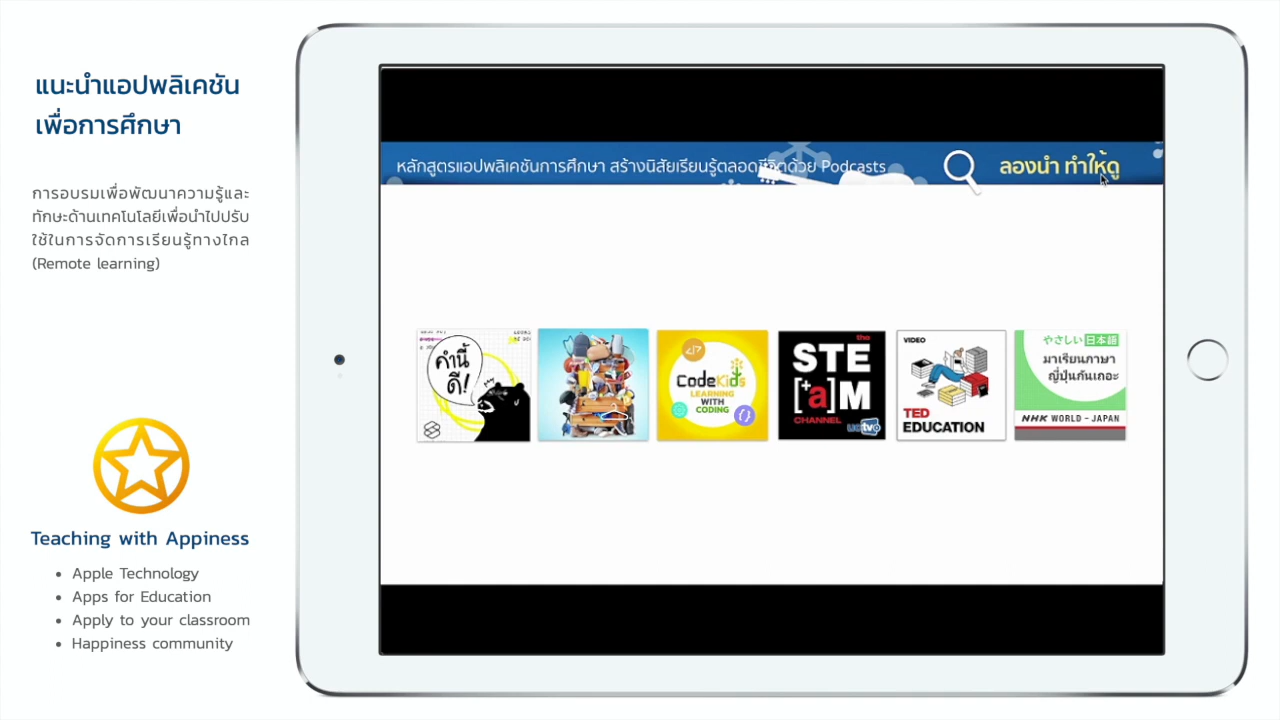 แนะนำแอปพลิเคชัน
เพื่อการศึกษา
การอบรมเพื่อพัฒนาความรู้และ
ทักษะด้านเทคโนโลยีเพื่อนำไปปรับ
ใช้ในการจัดการเรียนรู้ทางไกล
(Remote learning)
Teaching with Appiness
• Apple Technology
• Apps for Education
• Apply to your classroom
• Happiness community
หลักสูตรแอปพลิเคชันการศึกษา สร้างนิสัยเรียนรู้ตลอดชีวิตด้วย Podcasts
ลองนำ ทำให้ดู
คำนี้
ดี!
</>
CodeKids
LEARNING
WITH
CODING
{}
the
STE
[+a]M
CHANNEL
VIDEO
TED
EDUCATION
やさしい 日本語
มาเรียนภาษา
ญี่ปุ่นกันเถอะ
NHK WORLD – JAPAN